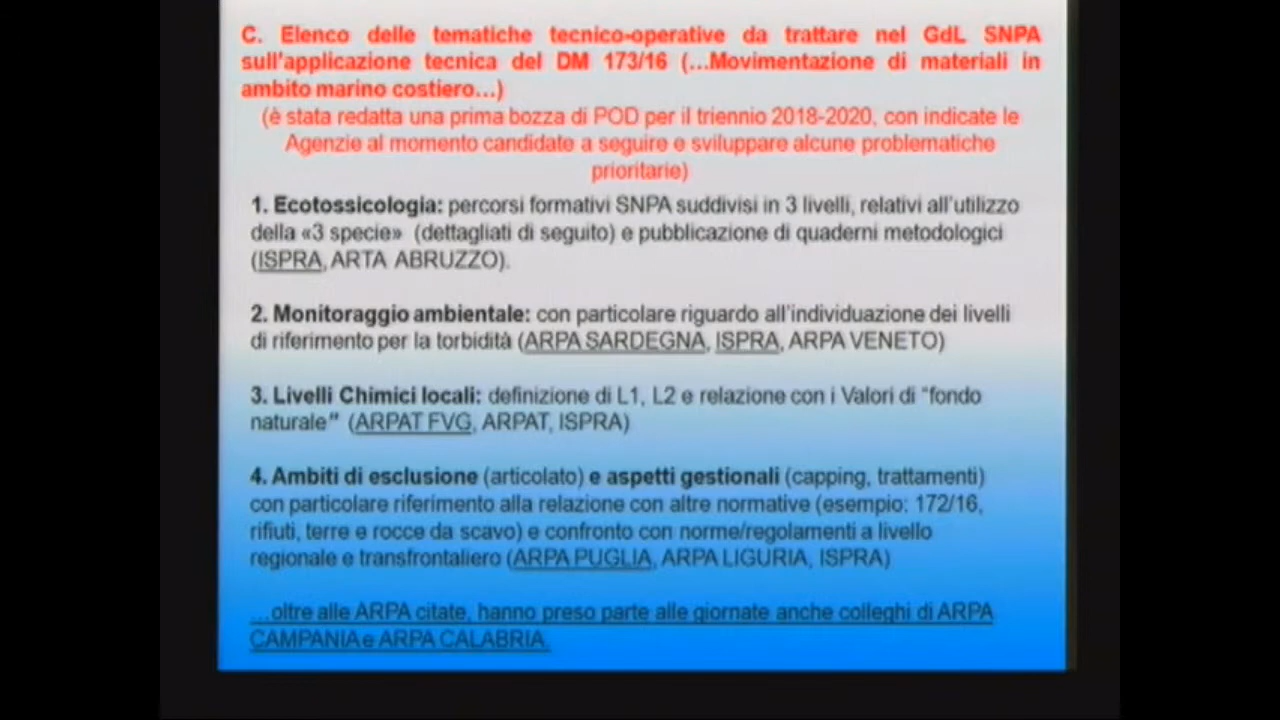 C. Elenco delle tematiche tecnico-operative da trattare nel GdL SNPA
sull'applicazione tecnica del DM 173/16 (…Movimentazione di materiali in
ambito marino costiero…)
(è stata redatta una prima bozza di POD per il triennio 2018-2020, con indicate le
Agenzie al momento candidate a seguire e sviluppare alcune problematiche
prioritarie)
1. Ecotossicologia: percorsi formativi SNPA suddivisi in 3 livelli, relativi all'utilizzo
della «3 specie» (dettagliati di seguito) e pubblicazione di quaderni metodologici
(ISPRA, ARTA ABRUZZO).
2. Monitoraggio ambientale: con particolare riguardo all'individuazione dei livelli
di riferimento per la torbidità (ARPA SARDEGNA, ISPRA, ARPA VENETO)
3. Livelli Chimici locali: definizione di L1, L2 e relazione con i Valori di "fondo
naturale" (ARPAT FVG, ARPAT, ISPRA)
4. Ambiti di esclusione (articolato) e aspetti gestionali (capping, trattamenti)
con particolare riferimento alla relazione con altre normative (esempio: 172/16,
rifiuti, terre e rocce da scavo) e confronto con norme/regolamenti a livello
regionale e transfrontaliero (ARPA PUGLIA, ARPA LIGURIA, ISPRA)
…oltre alle ARPA citate, hanno preso parte alle giornate anche colleghi di ARPA
CAMPANIA e ARPA CALABRIA.